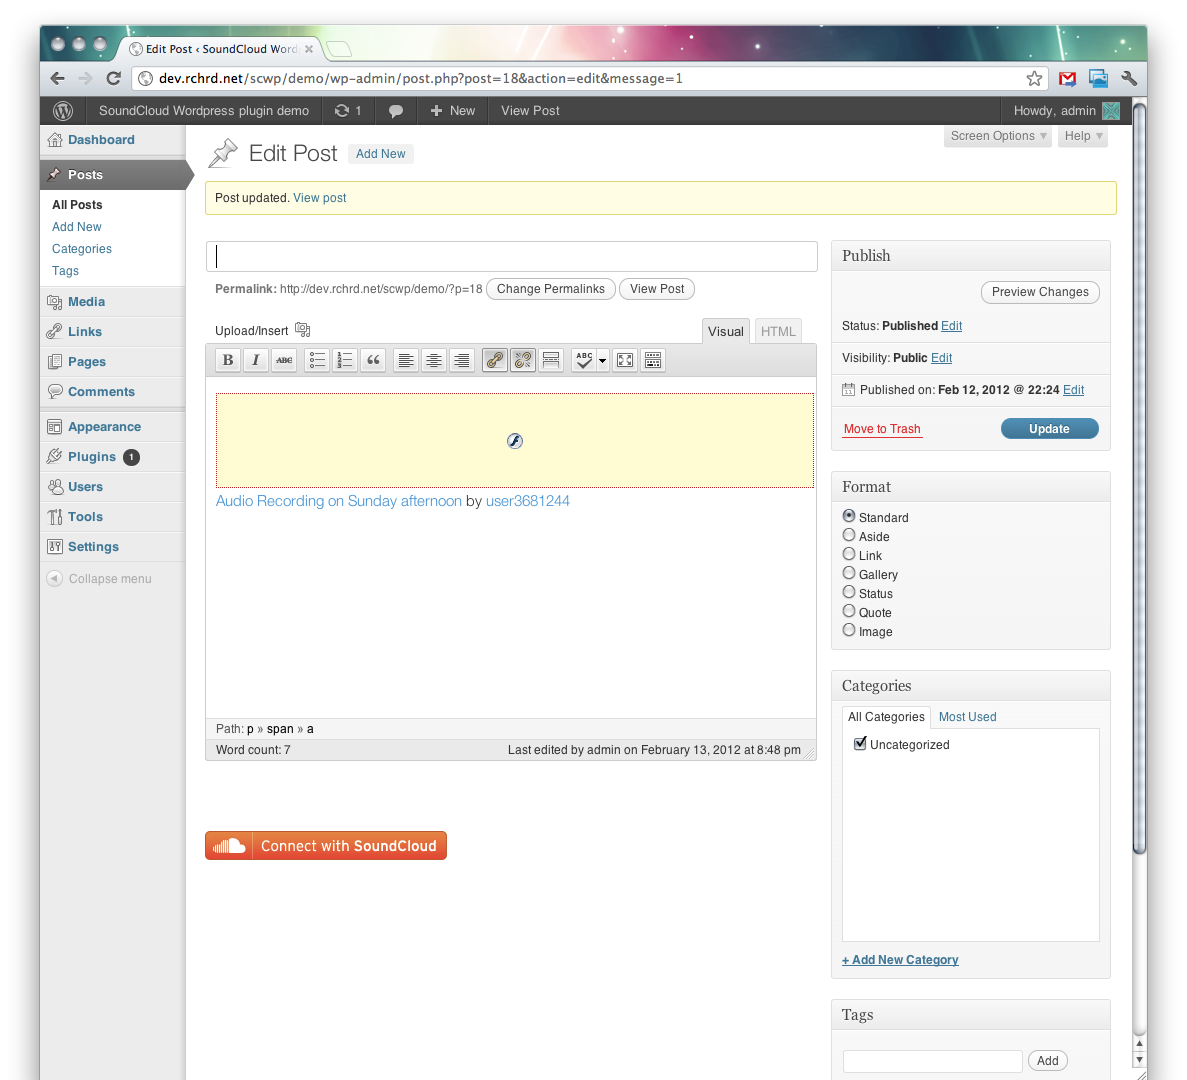 Edit Post ‹ SoundCloud Word
dev.rchrd.net/scwp/demo/wp-admin/post.php?post=18&action=edit&message=1
SoundCloud Wordpress plugin demo
1
New
View Post
Howdy, admin
Screen Options
Help
Dashboard
Posts
All Posts
Add New
Categories
Tags
Media
Links
Pages
Comments
Appearance
Plugins 1
Users
Tools
Settings
Collapse menu
Edit Post Add New
Post updated. View post
Permalink: http://dev.rchrd.net/scwp/demo/?p=18 Change Permalinks View Post
Upload/Insert
Visual HTML
B I ABC ABC
Audio Recording on Sunday afternoon by user3681244
Path: p » span » a
Word count: 7 Last edited by admin on February 13, 2012 at 8:48 pm
Connect with SoundCloud
Publish
Preview Changes
Status: Published Edit
Visibility: Public Edit
Published on: Feb 12, 2012 @ 22:24 Edit
Move to Trash Update
Format
Standard
Aside
Link
Gallery
Status
Quote
Image
Categories
All Categories Most Used
Uncategorized
+ Add New Category
Tags
Add